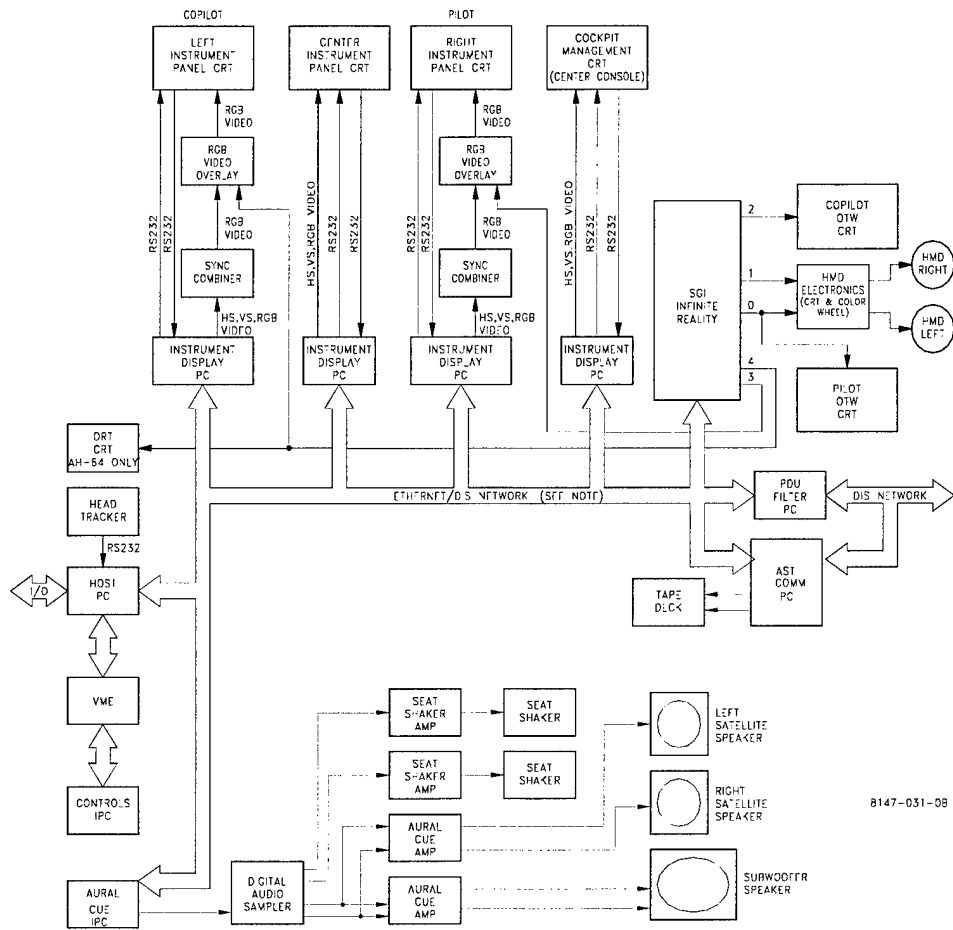 COPILOT
PILOT
LEFT
INSTRUMENT
PANEL CRT
CENTER
INSTRUMENT
PANEL CRT
RIGHT
INSTRUMENT
PANEL CRT
COCKPIT
MANAGEMENT
CRT
(CENTER CONSOLE)
RGB
VIDEO
RGB
VIDEO
RGB
VIDEO
OVERLAY
RGB
VIDEO
OVERLAY
RS232
RS232
HS,VS,RGB VIDEO
RS232
RS232
RS232
RS232
HS,VS,RGB VIDEO
RS232
RS232
RGB
VIDEO
RGB
VIDEO
SYNC
COMBINER
SYNC
COMBINER
HS,VS,RGB
VIDEO
HS,VS,RGB
VIDEO
INSTRUMENT
DISPLAY
PC
INSTRUMENT
DISPLAY
PC
INSTRUMENT
DISPLAY
PC
INSTRUMENT
DISPLAY
PC
SGI
INFINITE
REALITY
2
1
0
4
3
COPILOT
OTW
CRT
HMD
ELECTRONICS
(CRT & COLOR
WHEEL)
HMD
RIGHT
HMD
LEFT
PILOT
OTW
CRT
ORT
CRT
AH-64 ONLY
HEAD
TRACKER
RS232
ETHERNET/DIS NETWORK (SEE NOTE)
PDU
FILTER
PC
DIS NETWORK
I/O
HOST
PC
AST
COMM
PC
TAPE
DECK
VME
CONTROLS
IPC
SEAT
SHAKER
AMP
SEAT
SHAKER
LEFT
SATELLITE
SPEAKER
SEAT
SHAKER
AMP
SEAT
SHAKER
RIGHT
SATELLITE
SPEAKER
8147-031-0B
AURAL
CUE
AMP
AURAL
CUE
IPC
DIGITAL
AUDIO
SAMPLER
AURAL
CUE
AMP
SUBWOOFER
SPEAKER